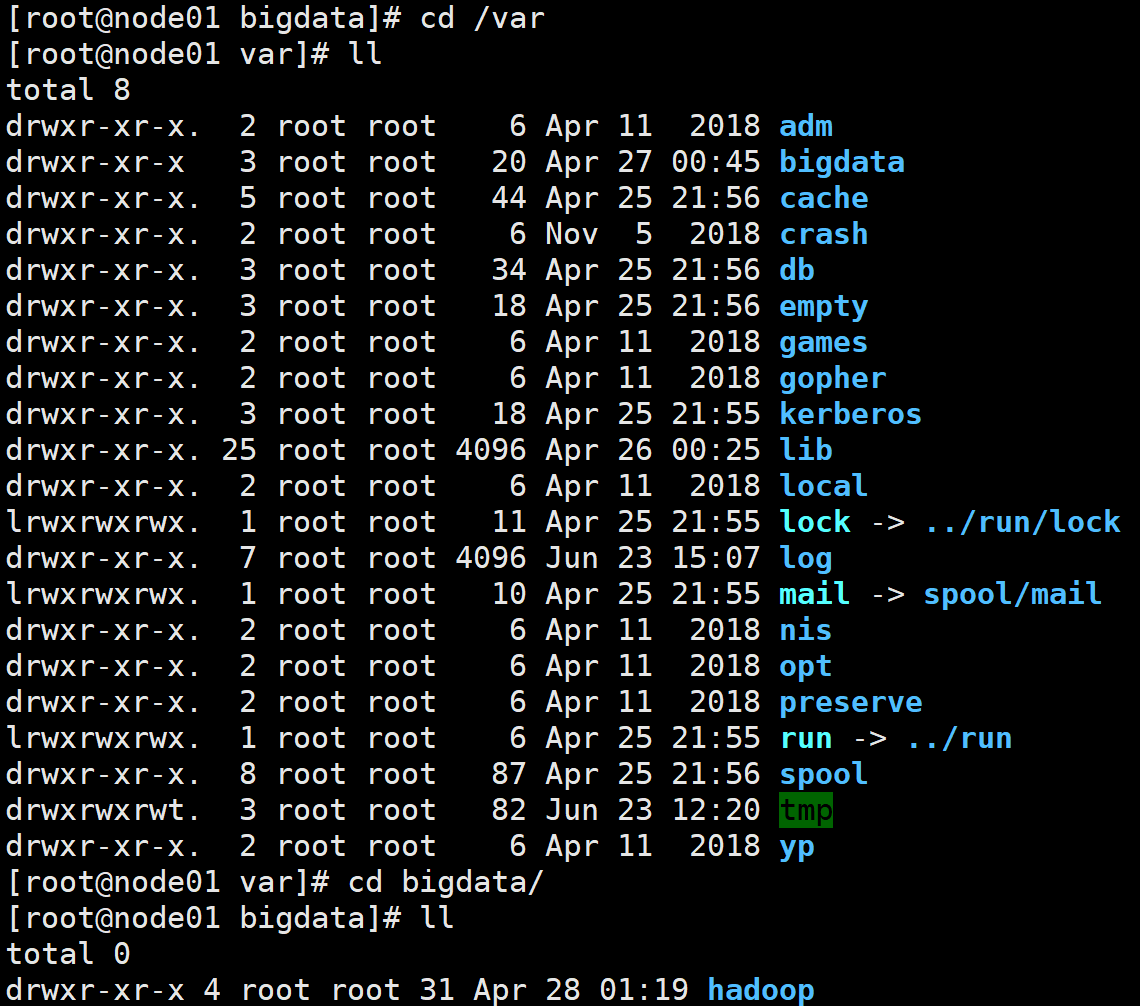 [root@node01 bigdata]# cd /var
[root@node01 var]# ll
total 8
drwxr-xr-x.  2 root root    6 Apr 11  2018 adm
drwxr-xr-x   3 root root   20 Apr 27 00:45 bigdata
drwxr-xr-x.  5 root root   44 Apr 25 21:56 cache
drwxr-xr-x.  2 root root    6 Nov  5  2018 crash
drwxr-xr-x.  3 root root   34 Apr 25 21:56 db
drwxr-xr-x.  3 root root   18 Apr 25 21:56 empty
drwxr-xr-x.  2 root root    6 Apr 11  2018 games
drwxr-xr-x.  2 root root    6 Apr 11  2018 gopher
drwxr-xr-x.  3 root root   18 Apr 25 21:55 kerberos
drwxr-xr-x. 25 root root 4096 Apr 26 00:25 lib
drwxr-xr-x.  2 root root    6 Apr 11  2018 local
lrwxrwxrwx.  1 root root   11 Apr 25 21:55 lock -> ../run/lock
drwxr-xr-x.  7 root root 4096 Jun 23 15:07 log
lrwxrwxrwx.  1 root root   10 Apr 25 21:55 mail -> spool/mail
drwxr-xr-x.  2 root root    6 Apr 11  2018 nis
drwxr-xr-x.  2 root root    6 Apr 11  2018 opt
drwxr-xr-x.  2 root root    6 Apr 11  2018 preserve
lrwxrwxrwx.  1 root root    6 Apr 25 21:55 run -> ../run
drwxr-xr-x.  8 root root   87 Apr 25 21:56 spool
drwxrwxrwt.  3 root root   82 Jun 23 12:20 tmp
drwxr-xr-x.  2 root root    6 Apr 11  2018 yp
[root@node01 var]# cd bigdata/
[root@node01 bigdata]# ll
total 0
drwxr-xr-x 4 root root 31 Apr 28 01:19 hadoop